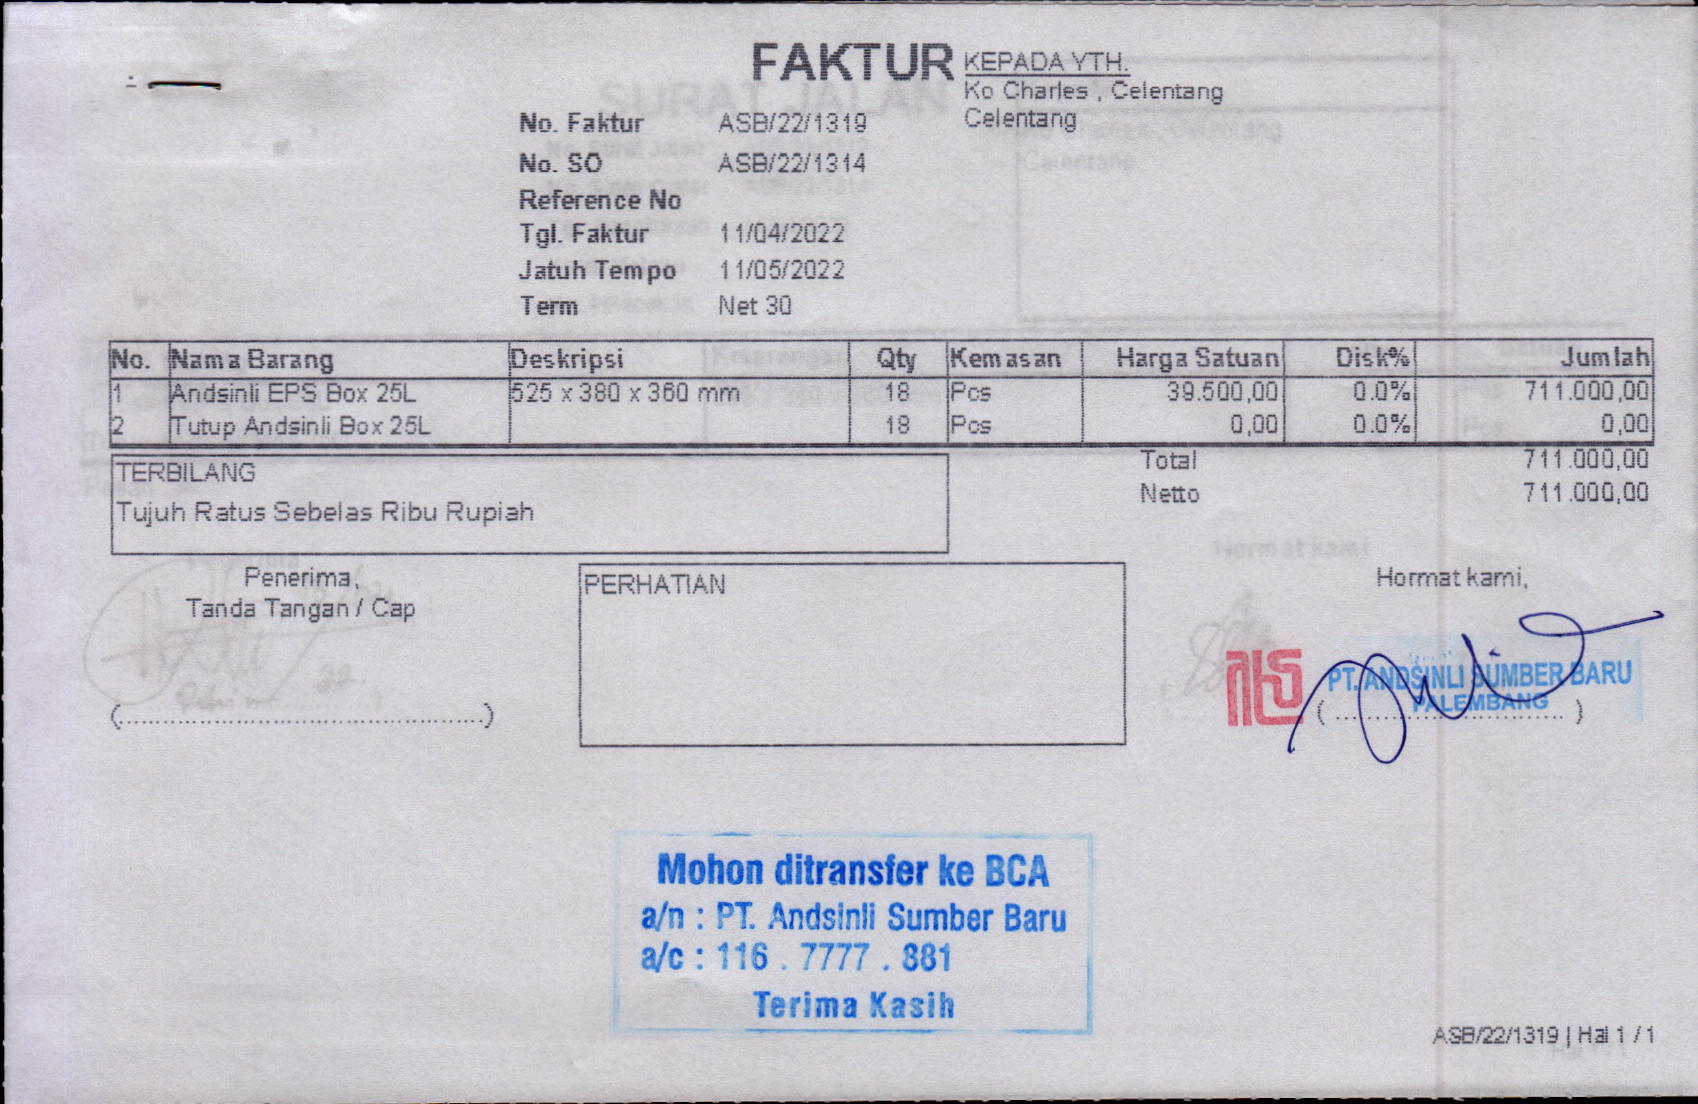 FAKTUR
KEPADA YTH.
Ko Charles , Celentang
Celentang
No. Faktur ASB/22/1319
No. SO ASB/22/1314
Reference No
Tgl. Faktur 11/04/2022
Jatuh Tempo 11/05/2022
Term Net 30
No. Nama Barang Deskripsi Qty Kemasan Harga Satuan Disk% Jumlah
1 Andsinli EPS Box 25L 525 x 380 x 360 mm 18 Pcs 39.500,00 0.0% 711.000,00
2 Tutup Andsinli Box 25L 18 Pcs 0,00 0.0% 0,00
Total 711.000,00
Netto 711.000,00
TERBILANG
Tujuh Ratus Sebelas Ribu Rupiah
Penerima,
Tanda Tangan / Cap
(.................................................)
PERHATIAN
Hormat kami,
PT. ANDSINLI SUMBER BARU
PALEMBANG
( .............................. )
Mohon ditransfer ke BCA
a/n : PT. Andsinli Sumber Baru
a/c : 116 . 7777 . 881
Terima Kasih
ASB/22/1319 | Hal 1 / 1